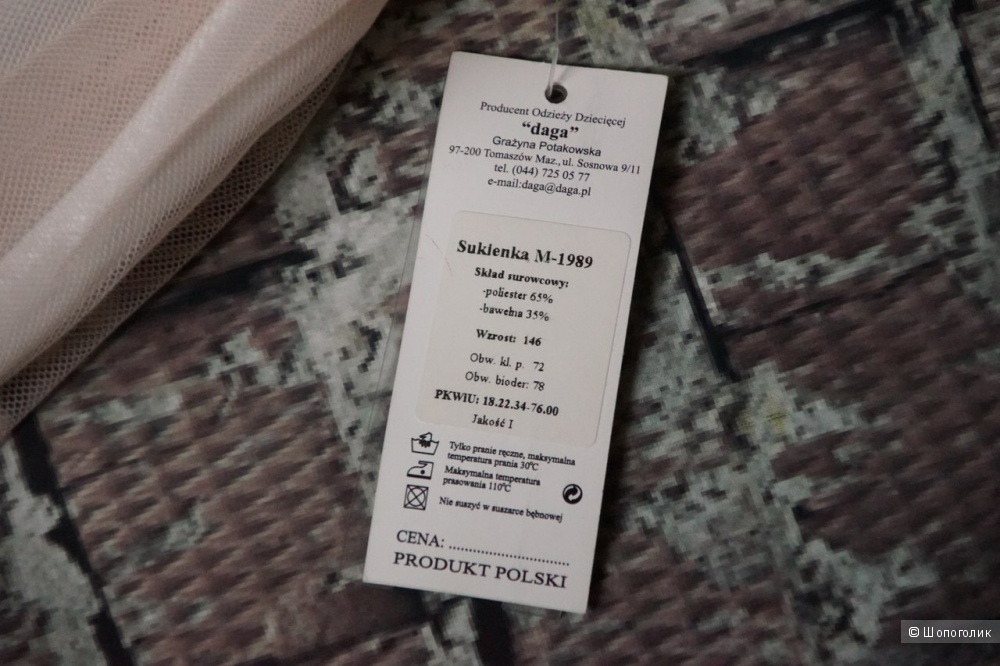 Producent Odzieży Dziecięcej
“daga”
Grażyna Potakowska
97-200 Tomaszów Maz., ul. Sosnowa 9/11
tel. (044) 725 05 77
e-mail:daga@daga.pl
Sukienka M-1989
Skład surowcowy:
-poliester 65%
-bawełna 35%
Wzrost: 146
Obw. kl. p. 72
Obw. bioder: 78
PKWIU: 18.22.34-76.00
Jakość I
Tylko pranie ręczne, maksymalna
temperatura prania 30°C
Maksymalna temperatura
prasowania 110°C
Nie suszyć w suszarce bębnowej
CENA: ..............................
PRODUKT POLSKI
© Шопоголик